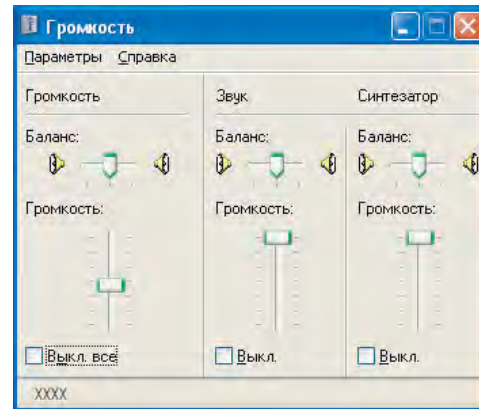 Громкость
Параметры Справка
Громкость Звук Синтезатор
Баланс: Баланс: Баланс:
Громкость: Громкость: Громкость:
Выкл. все Выкл. Выкл.
XXXX